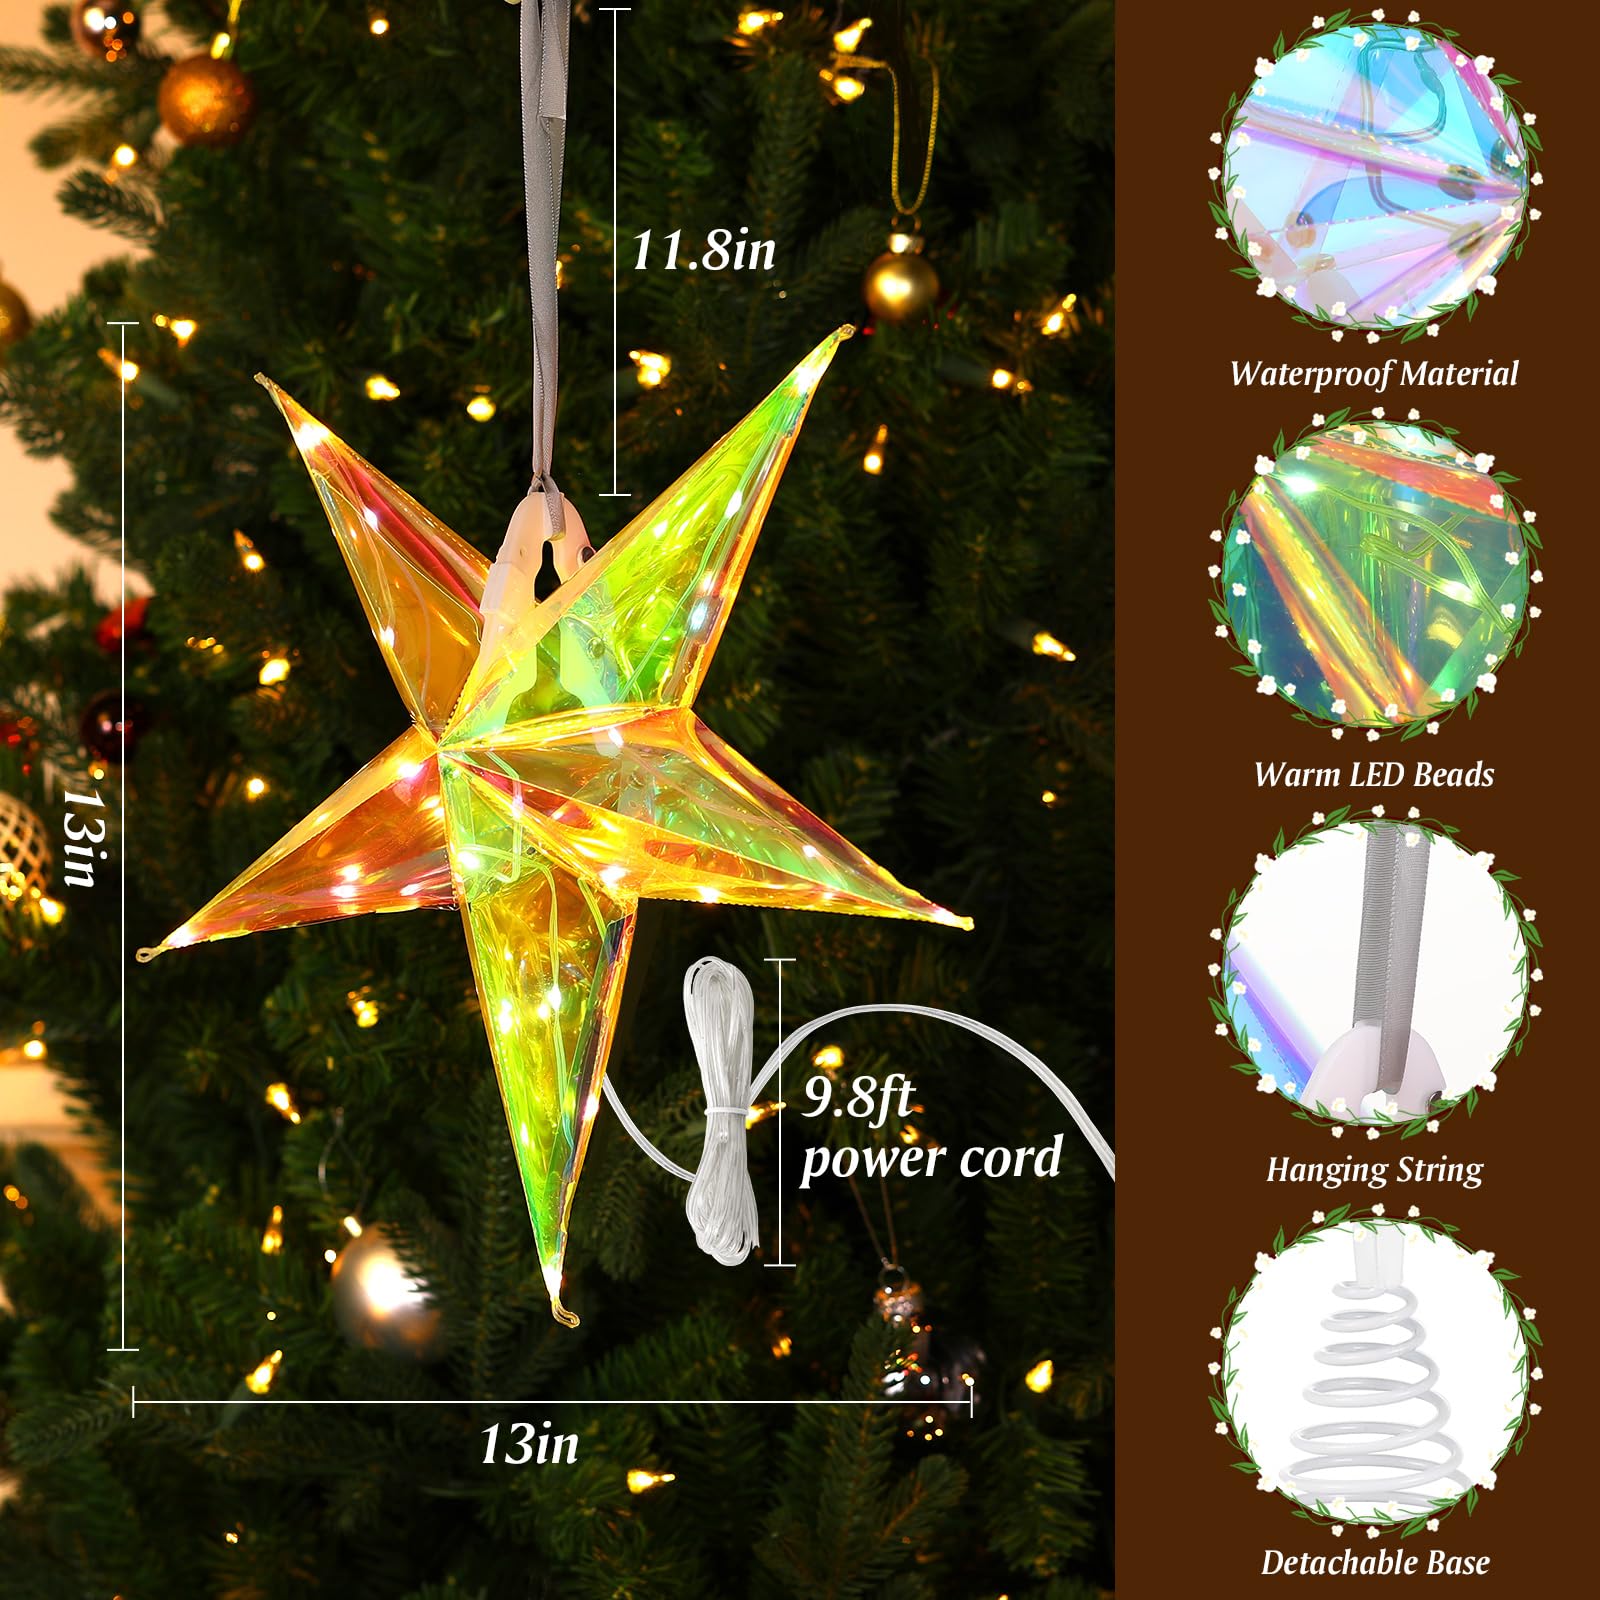 11.8in
13in
9.8ft
power cord
13in
Waterproof Material
Warm LED Beads
Hanging String
Detachable Base